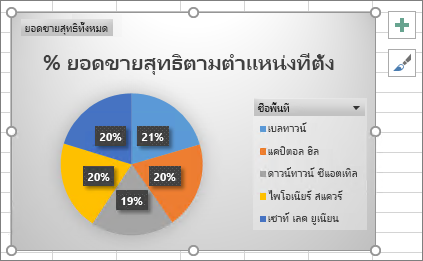 ยอดขายสุทธิทั้งหมด
% ยอดขายสุทธิตามตำแหน่งที่ตั้ง
20%
21%
20%
20%
19%
ชื่อพื้นที่
เบลทาวน์
แคปิตอล ฮิล
ดาวน์ทาวน์ ซีแอตเทิล
ไพโอเนียร์ สแควร์
เซาท์ เลค ยูเนียน